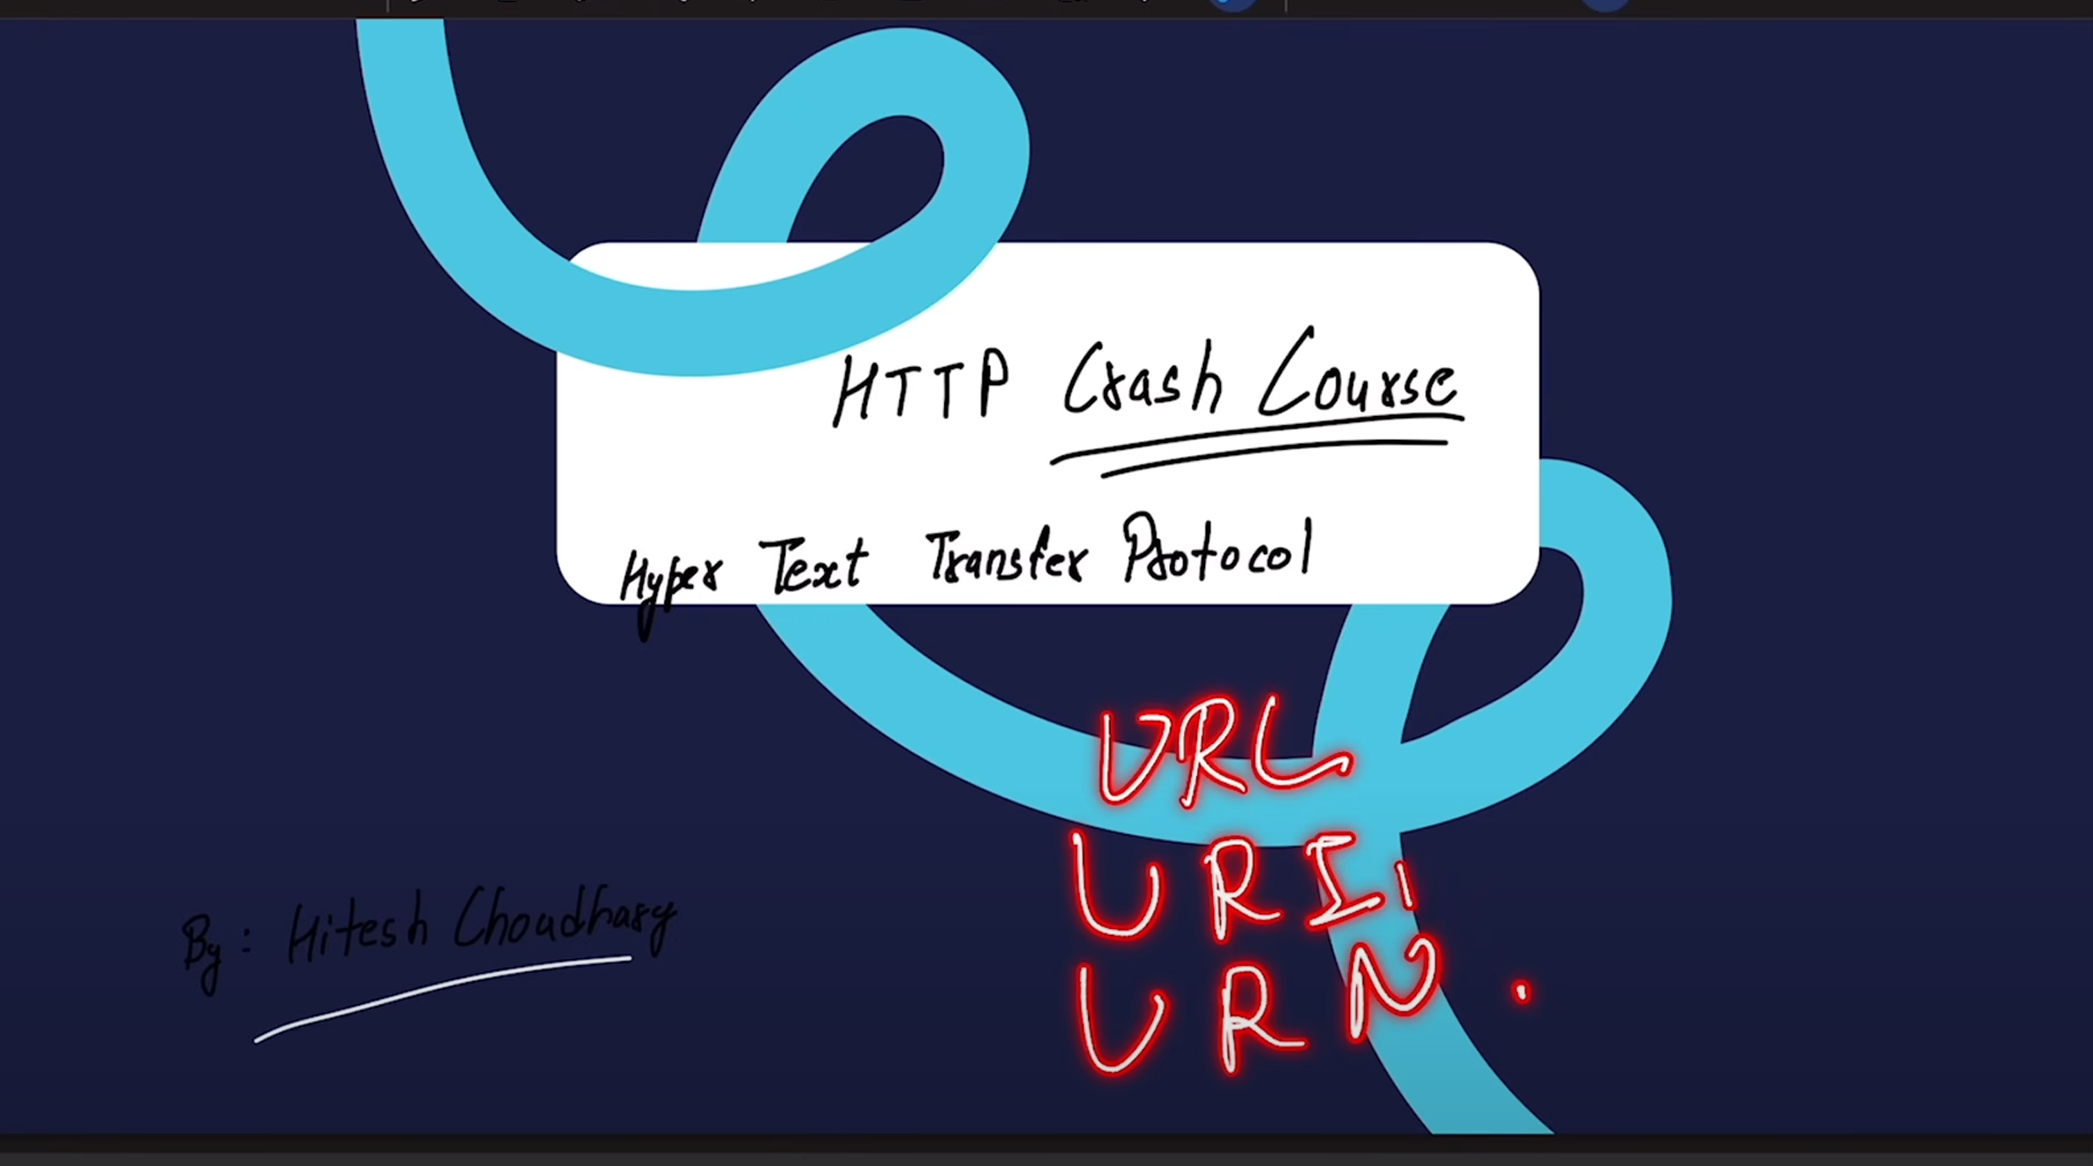 HTTP Crash Course
Hyper Text Transfer Protocol
URL
URI,
URN .
By: Hitesh Choudhary